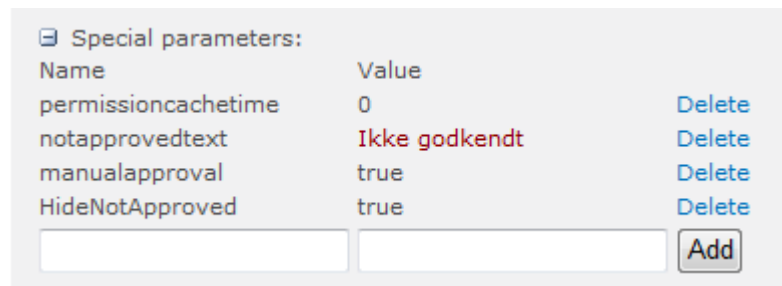 Special parameters:
Name Value
permissioncachetime 0 Delete
notapprovedtext Ikke godkendt Delete
manualapproval true Delete
HideNotApproved true Delete
Add